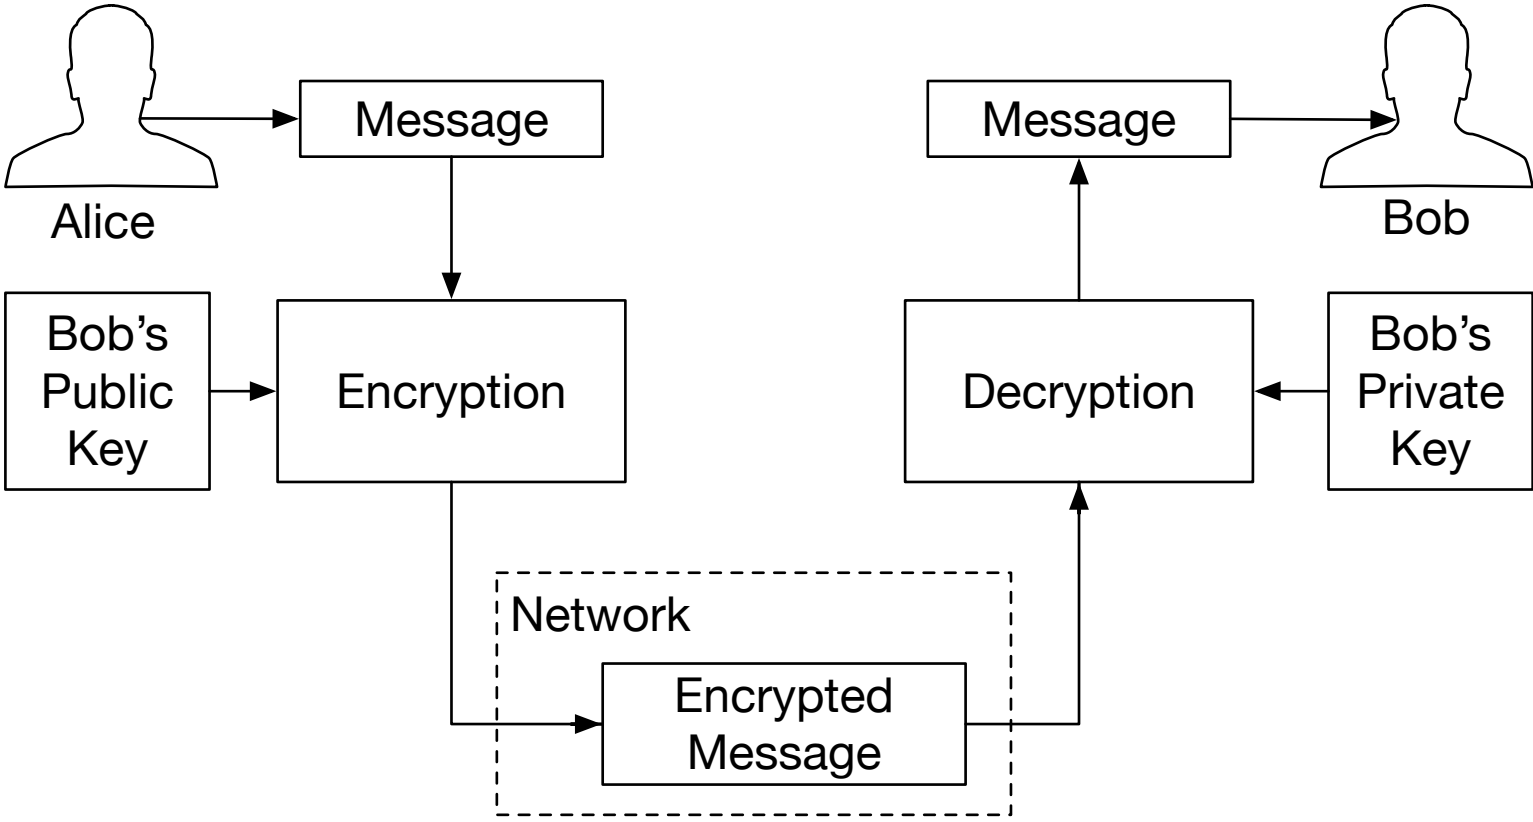 Message
Message
Alice
Bob
Bob’s
Public
Key
Encryption
Decryption
Bob’s
Private
Key
Network
Encrypted
Message